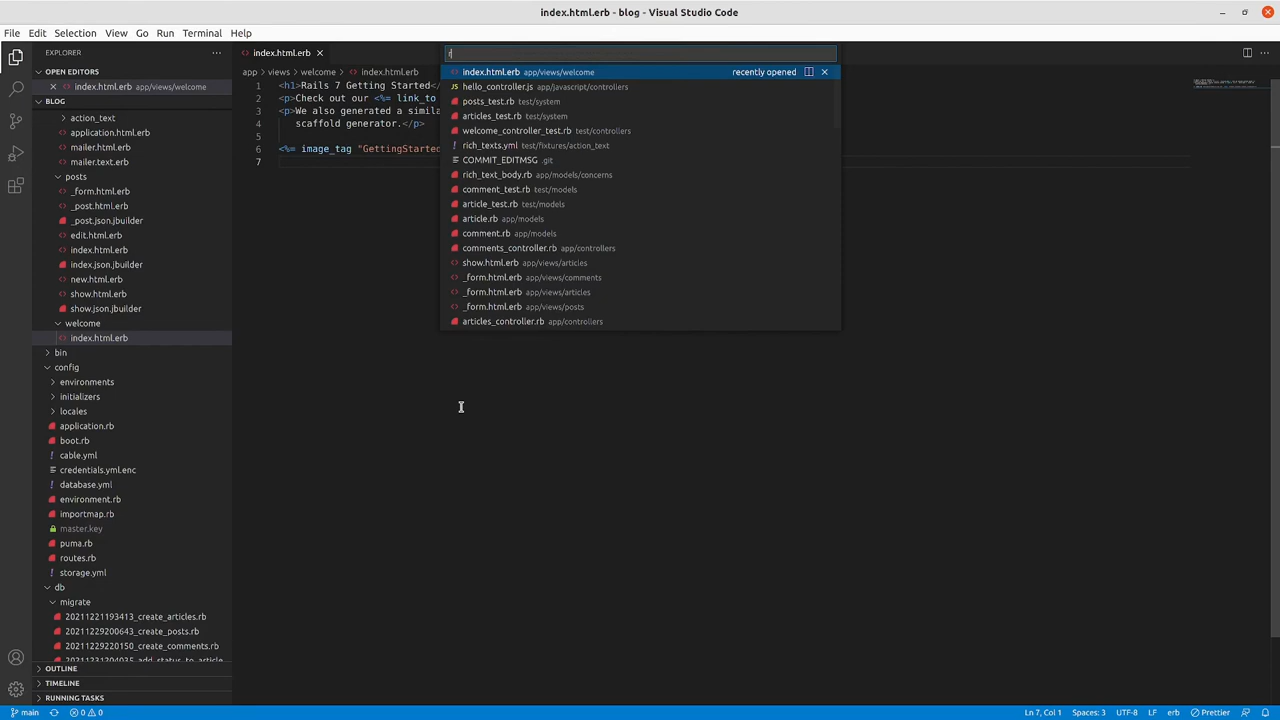 index.html.erb - blog - Visual Studio Code
File Edit Selection View Go Run Terminal Help
EXPLORER
OPEN EDITORS
index.html.erb app/views/welcome
BLOG
action_text
application.html.erb
mailer.html.erb
mailer.text.erb
posts
_form.html.erb
_post.html.erb
_post.json.jbuilder
edit.html.erb
index.html.erb
index.json.jbuilder
new.html.erb
show.html.erb
show.json.jbuilder
welcome
index.html.erb
bin
config
environments
initializers
locales
application.rb
boot.rb
cable.yml
credentials.yml.enc
database.yml
environment.rb
importmap.rb
master.key
puma.rb
routes.rb
storage.yml
db
migrate
20211221193413_create_articles.rb
20211229200643_create_posts.rb
20211229220150_create_comments.rb
20211231204035_add_status_to_article
OUTLINE
TIMELINE
RUNNING TASKS
index.html.erb
app > views > welcome > index.html.erb
1 <h1>Rails 7 Getting Started</
2 <p>Check out our <%= link_to
3 <p>We also generated a simila
4 scaffold generator.</p>
5
6 <%= image_tag "GettingStarted
7
r
index.html.erb app/views/welcome recently opened
hello_controller.js app/javascript/controllers
posts_test.rb test/system
articles_test.rb test/system
welcome_controller_test.rb test/controllers
rich_texts.yml test/fixtures/action_text
COMMIT_EDITMSG .git
rich_text_body.rb app/models/concerns
comment_test.rb test/models
article_test.rb test/models
article.rb app/models
comment.rb app/models
comments_controller.rb app/controllers
show.html.erb app/views/articles
_form.html.erb app/views/comments
_form.html.erb app/views/articles
_form.html.erb app/views/posts
articles_controller.rb app/controllers
main 0 0 Ln 7, Col 1 Spaces: 3 UTF-8 LF erb Prettier